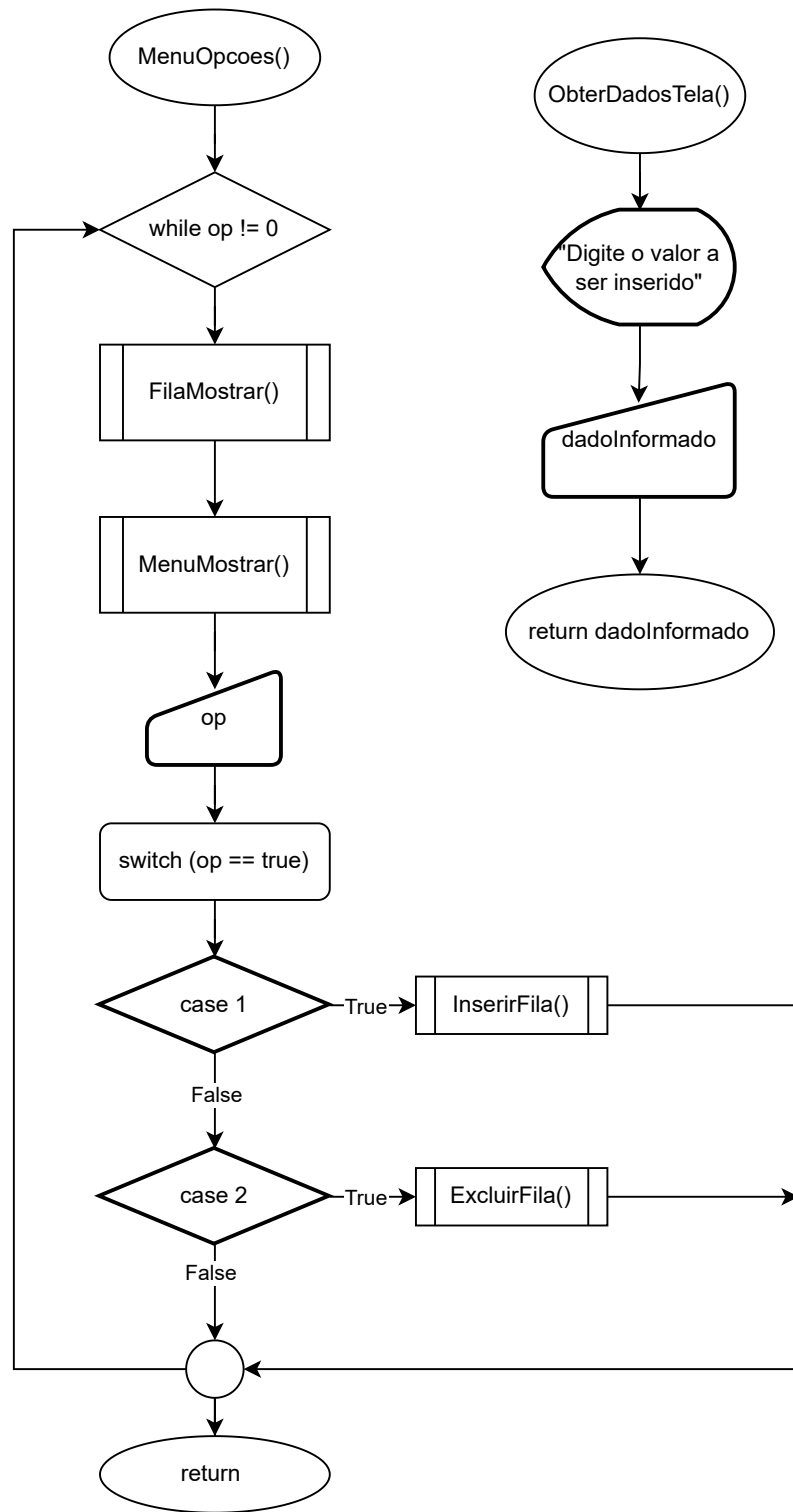 MenuOpcoes()
while op != 0
FilaMostrar()
MenuMostrar()
op
switch (op == true)
case 1
True
InserirFila()
False
case 2
True
ExcluirFila()
False
return
ObterDadosTela()
"Digite o valor a
ser inserido"
dadoInformado
return dadoInformado